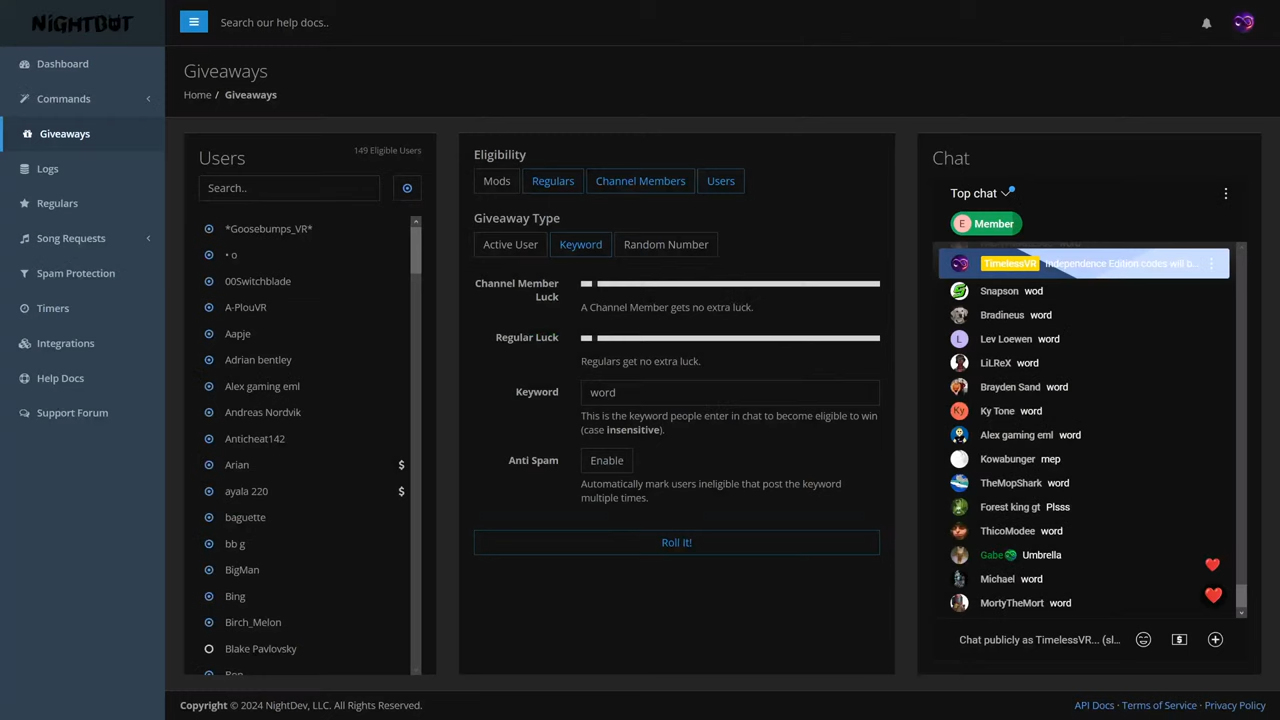 NIGHTBOT
Search our help docs..
Dashboard
Commands
Giveaways
Logs
Regulars
Song Requests
Spam Protection
Timers
Integrations
Help Docs
Support Forum
Giveaways
Home / Giveaways
Users
149 Eligible Users
Search..
*Goosebumps_VR*
• o
00Switchblade
A-PlouVR
Aapje
Adrian bentley
Alex gaming eml
Andreas Nordvik
Anticheat142
Arian $
ayala 220 $
baguette
bb g
BigMan
Bing
Birch_Melon
Blake Pavlovsky
Eligibility
Mods Regulars Channel Members Users
Giveaway Type
Active User Keyword Random Number
Channel Member
Luck
A Channel Member gets no extra luck.
Regular Luck
Regulars get no extra luck.
Keyword word
This is the keyword people enter in chat to become eligible to win
(case insensitive).
Anti Spam Enable
Automatically mark users ineligible that post the keyword
multiple times.
Roll It!
Chat
Top chat
E Member
TimelessVR Independence Edition codes will b...
Snapson wod
Bradineus word
L Lev Loewen word
LilReX word
Brayden Sand word
Ky Ky Tone word
Alex gaming eml word
Kowabunger mep
TheMopShark word
Forest king gt Plsss
ThicoModee word
Gabe Umbrella
Michael word
MortyTheMort word
Chat publicly as TimelessVR... (sl...
Copyright © 2024 NightDev, LLC. All Rights Reserved.
API Docs · Terms of Service · Privacy Policy